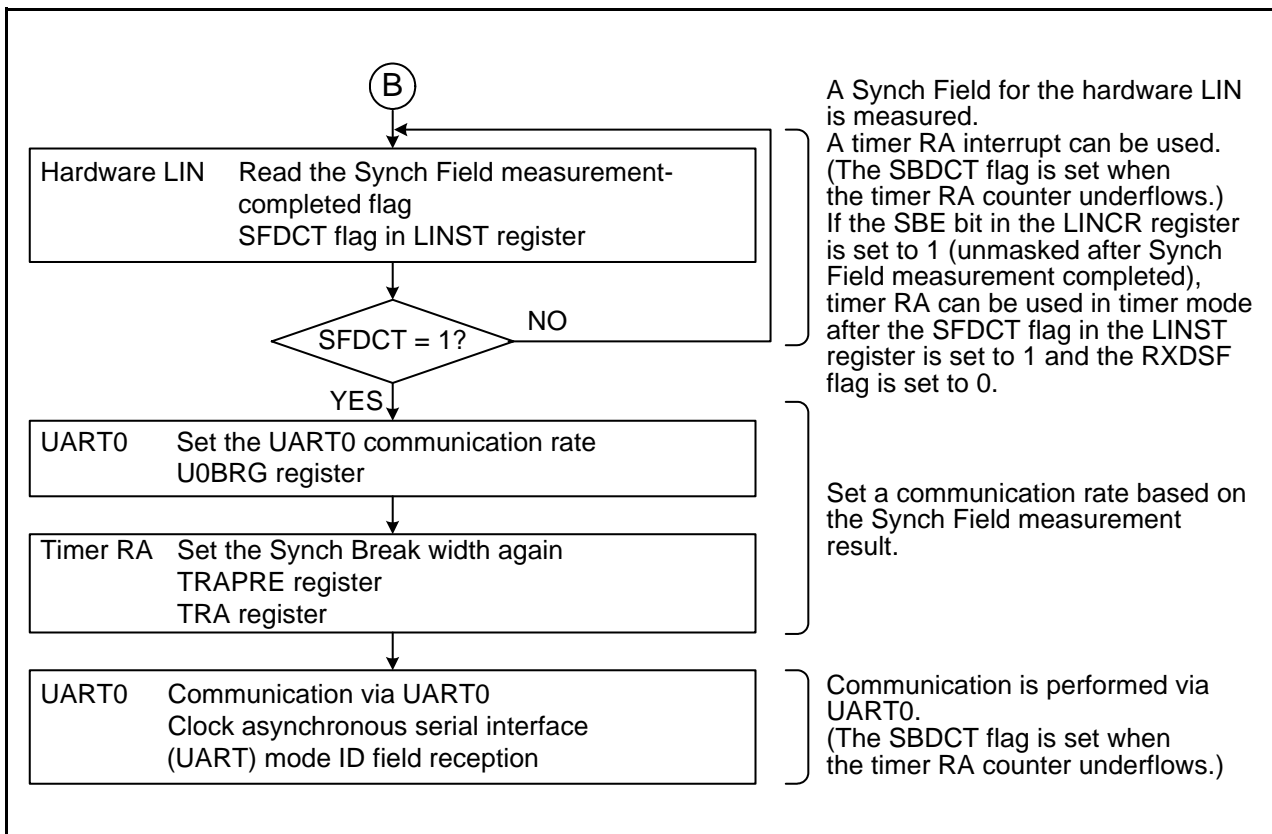 B
Hardware LIN Read the Synch Field measurement-
completed flag
SFDCT flag in LINST register
SFDCT = 1?
NO
YES
A Synch Field for the hardware LIN
is measured.
A timer RA interrupt can be used.
(The SBDCT flag is set when
the timer RA counter underflows.)
If the SBE bit in the LINCR register
is set to 1 (unmasked after Synch
Field measurement completed),
timer RA can be used in timer mode
after the SFDCT flag in the LINST
register is set to 1 and the RXDSF
flag is set to 0.
UART0 Set the UART0 communication rate
U0BRG register
Timer RA Set the Synch Break width again
TRAPRE register
TRA register
Set a communication rate based on
the Synch Field measurement
result.
UART0 Communication via UART0
Clock asynchronous serial interface
(UART) mode ID field reception
Communication is performed via
UART0.
(The SBDCT flag is set when
the timer RA counter underflows.)